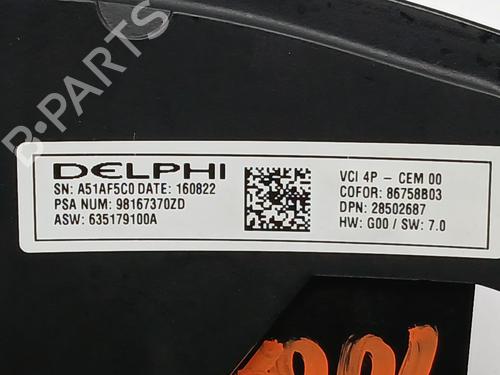 B-PARTS
DELPHI
SN: A51AF5C0 DATE: 160822
PSA NUM: 98167370ZD
ASW: 635179100A
VCI 4P - CEM 00
COFOR: 86758B03
DPN: 28502687
HW: G00 / SW: 7.0